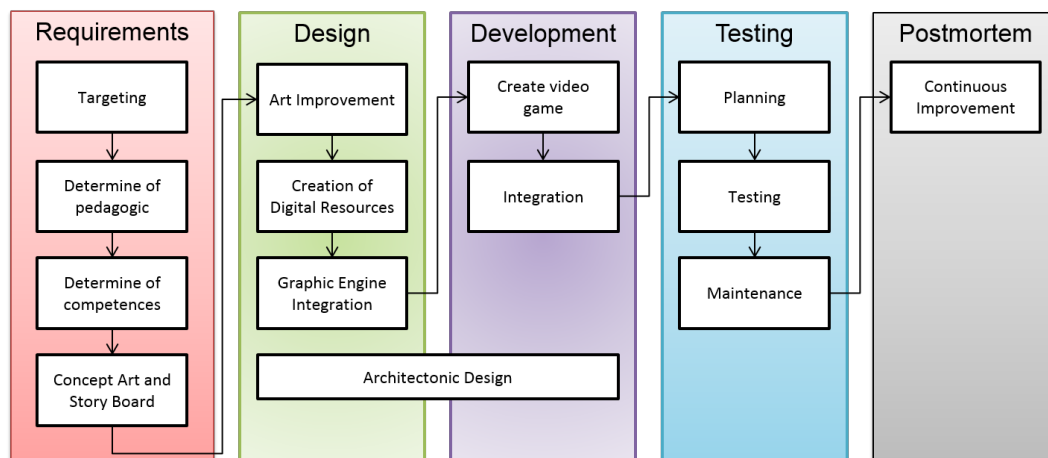 Requirements
Targeting
Determine of
pedagogic
Determine of
competences
Concept Art and
Story Board
Design
Art Improvement
Creation of
Digital Resources
Graphic Engine
Integration
Architectonic Design
Development
Create video
game
Integration
Testing
Planning
Testing
Maintenance
Postmortem
Continuous
Improvement